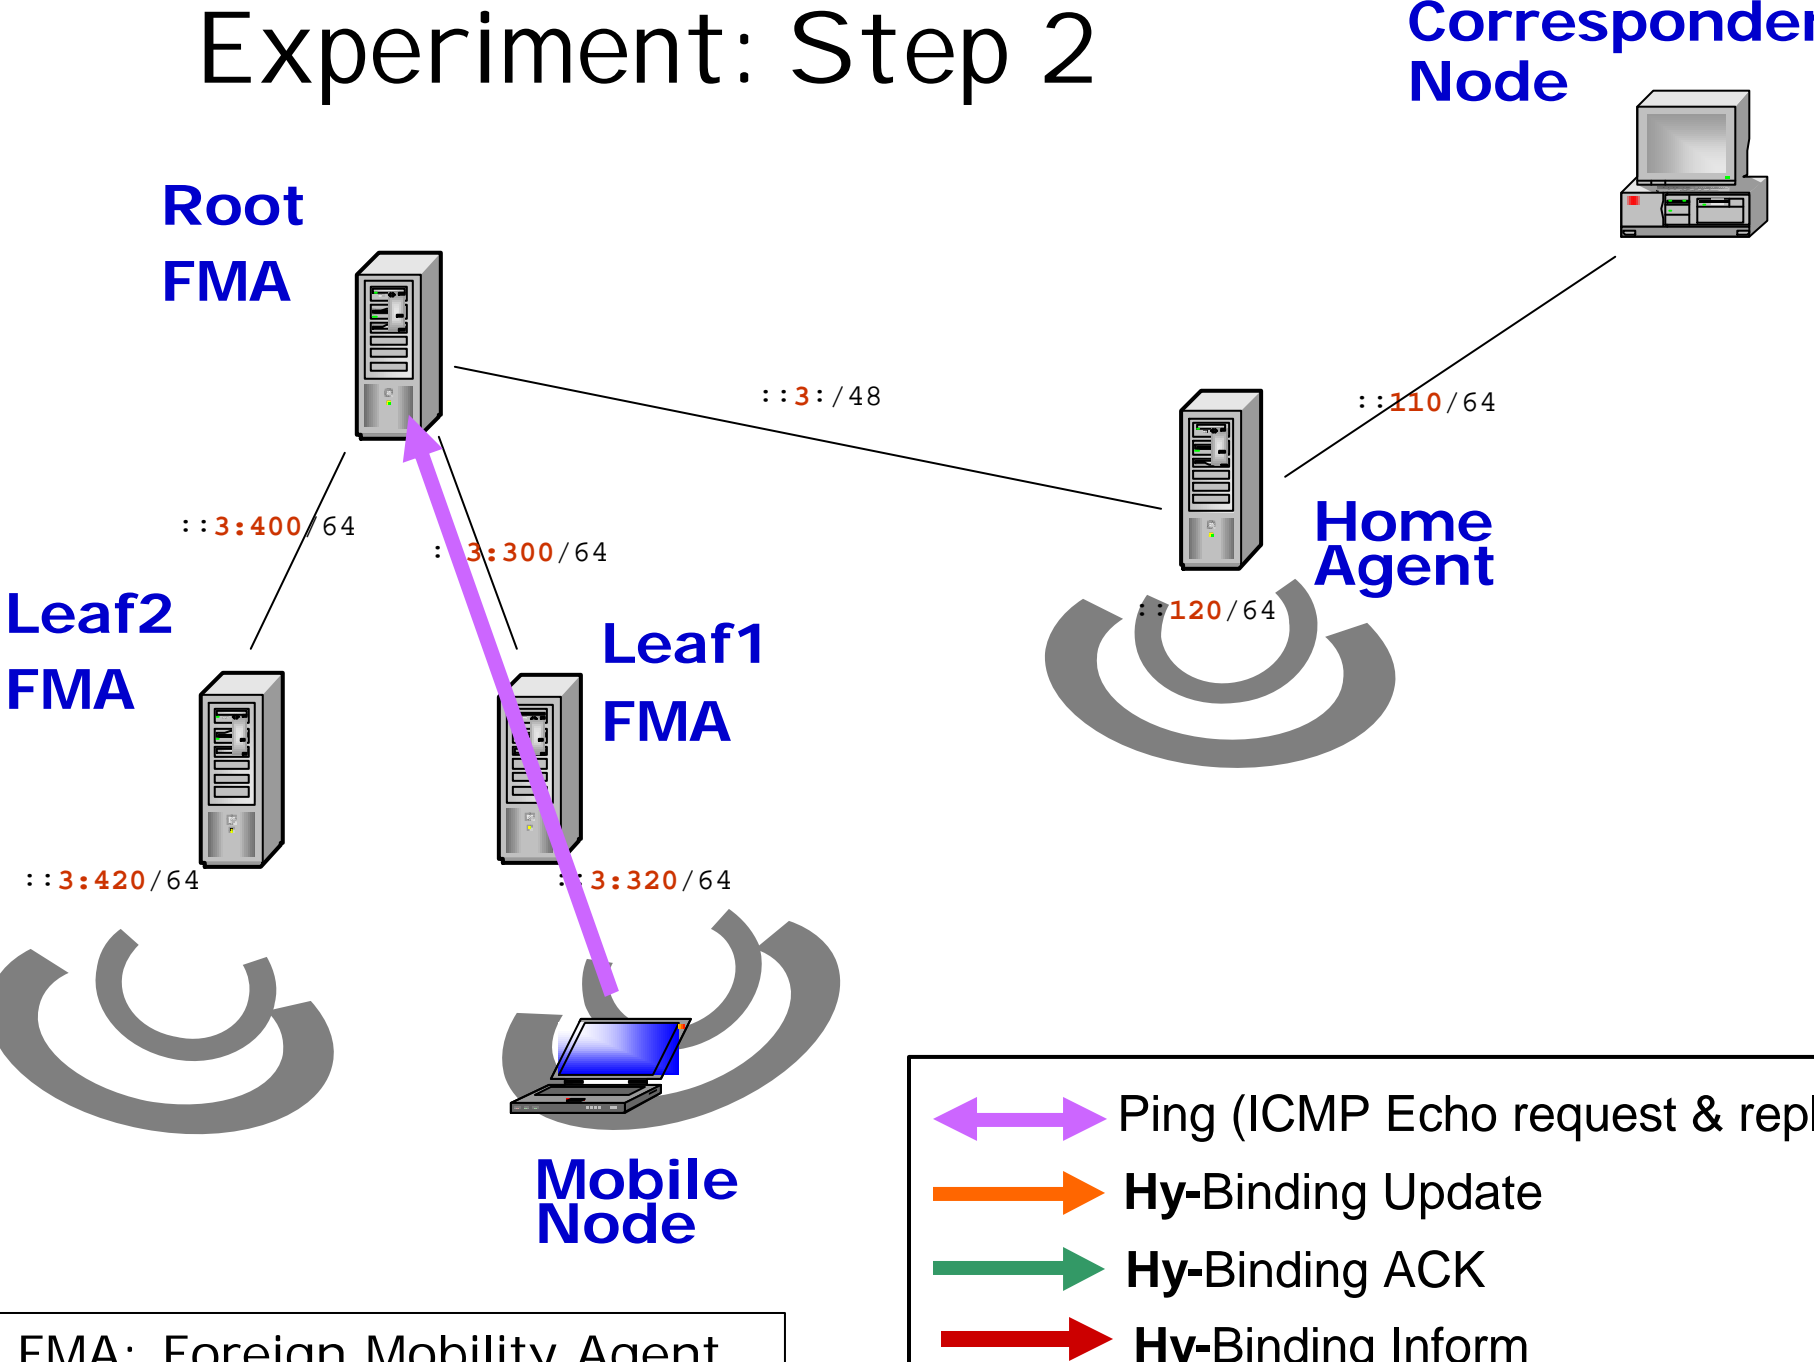 Experiment: Step 2
Node
Root
FMA
::3:/48
::110/64
::3:400/64
3:300/64
Home
Agent
Leaf2
FMA
Leaf1
FMA
::120/64
::3:420/64
::3:320/64
Mobile
Node
Ping (ICMP Echo request &
Hy-Binding Update
Hy-Binding ACK
Hy-Binding Inform
FMA: Foreign Mobility Agent